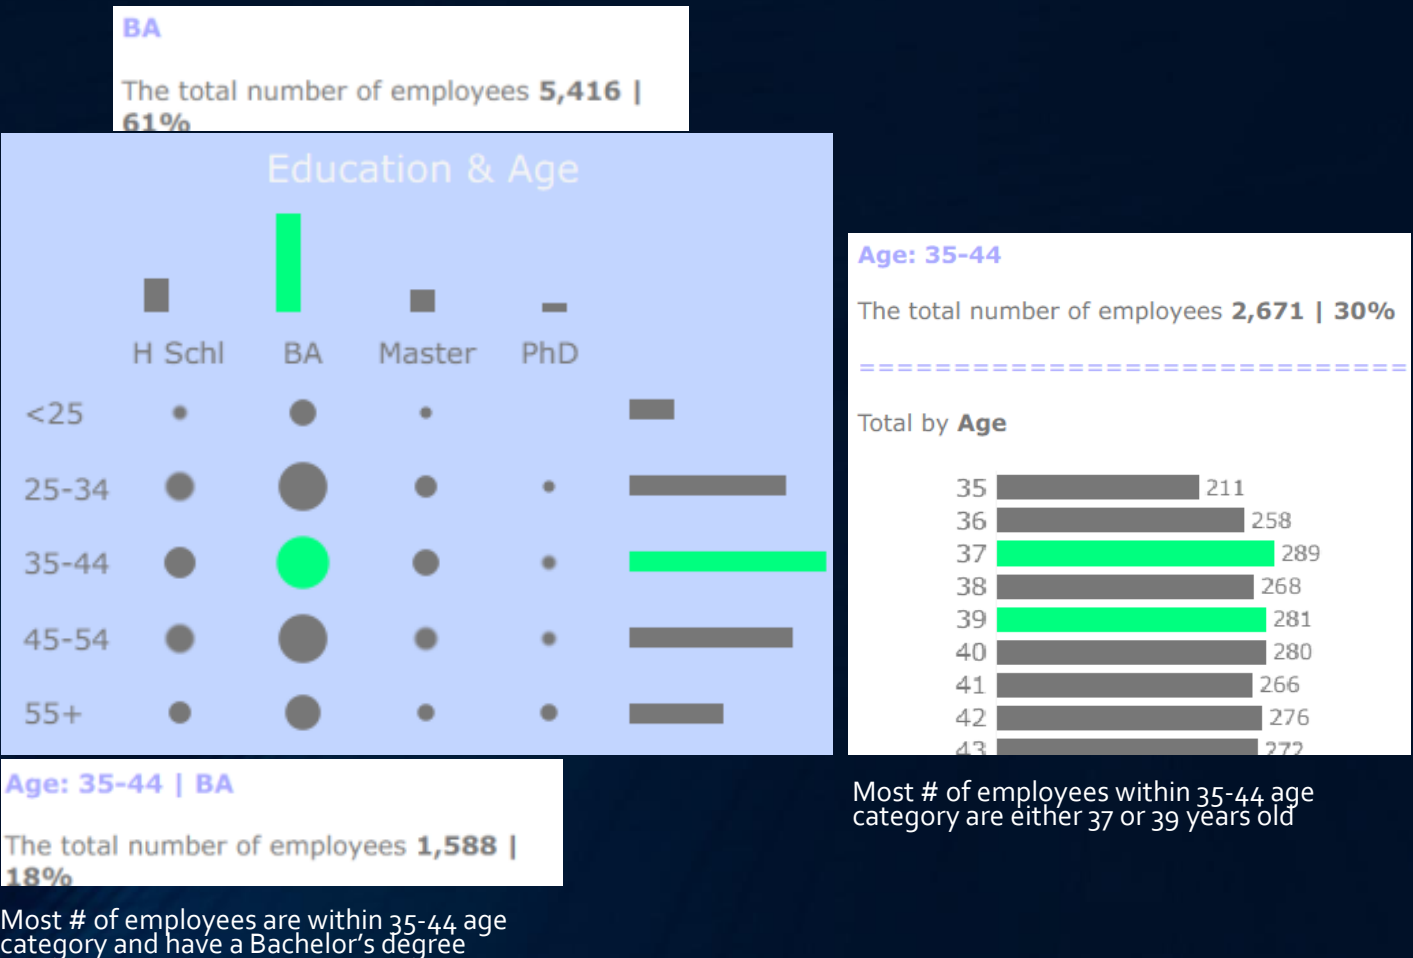 BA
The total number of employees 5,416 |
61%
Education & Age
H Schl BA Master PhD
<25
25-34
35-44
45-54
55+
Age: 35-44
The total number of employees 2,671 | 30%
==============================
Total by Age
35 211
36 258
37 289
38 268
39 281
40 280
41 266
42 276
43 272
Age: 35-44 | BA
The total number of employees 1,588 |
18%
Most # of employees within 35-44 age
category are either 37 or 39 years old
Most # of employees are within 35-44 age
category and have a Bachelor’s degree